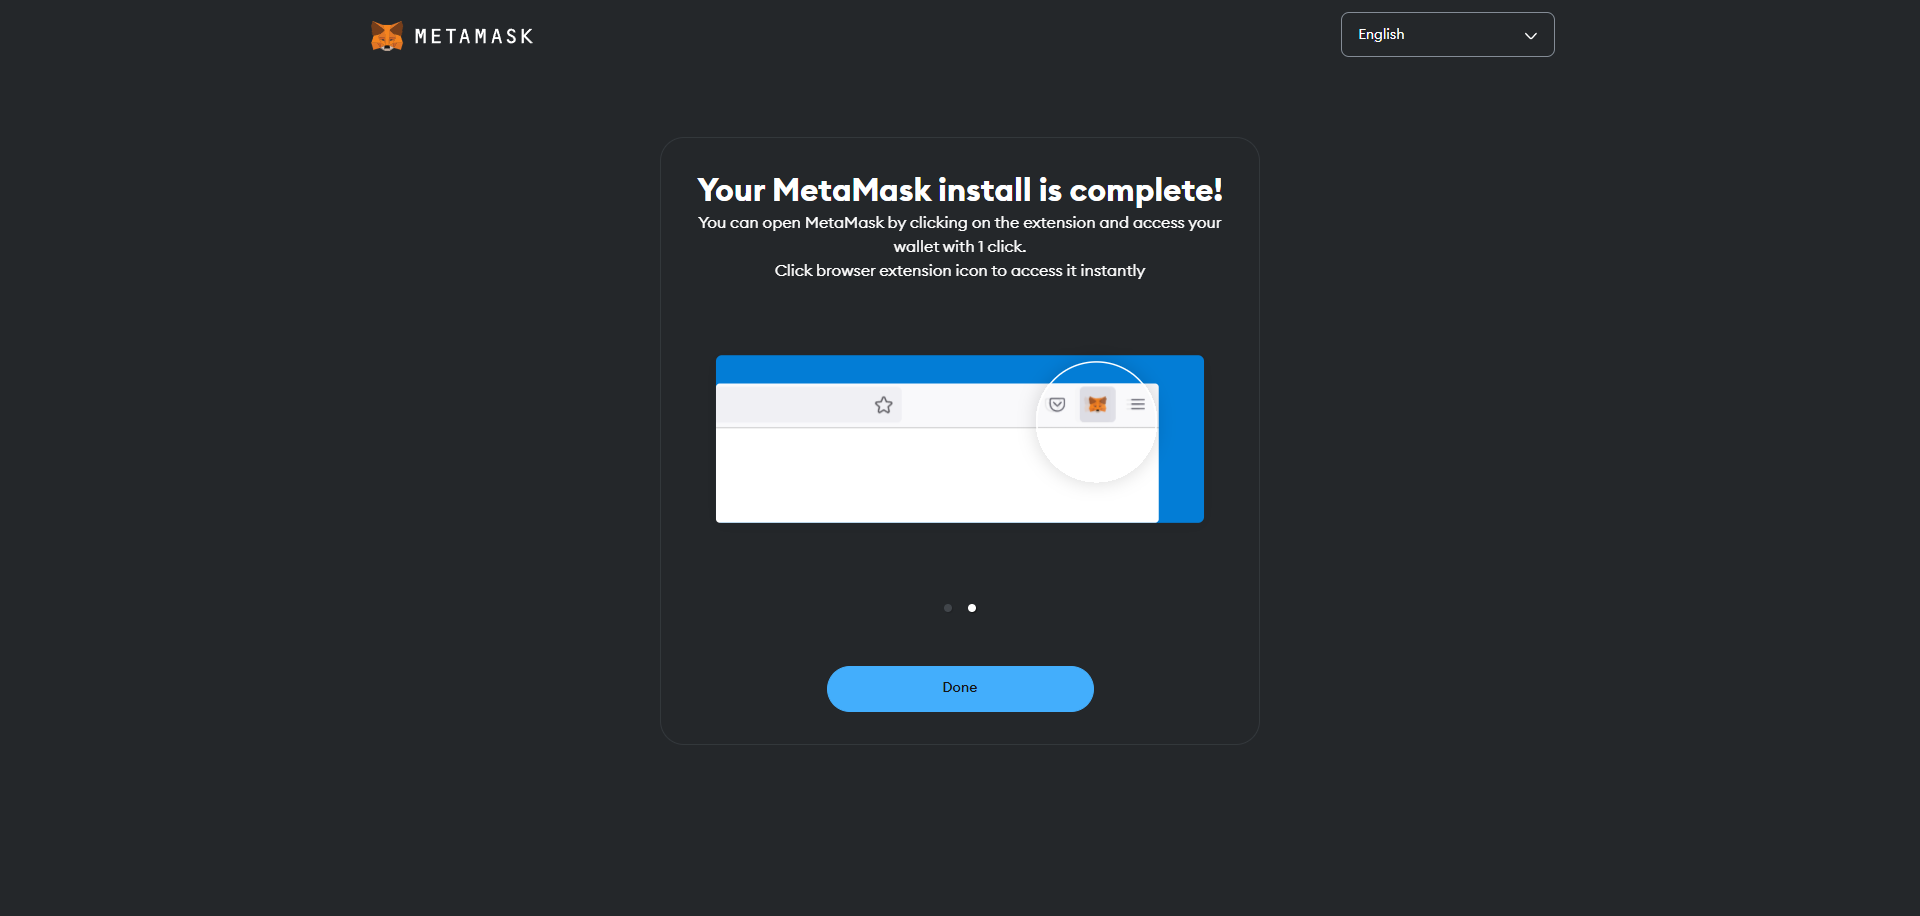 METAMASK
English
Your MetaMask install is complete!
You can open MetaMask by clicking on the extension and access your
wallet with 1 click.
Click browser extension icon to access it instantly
Done